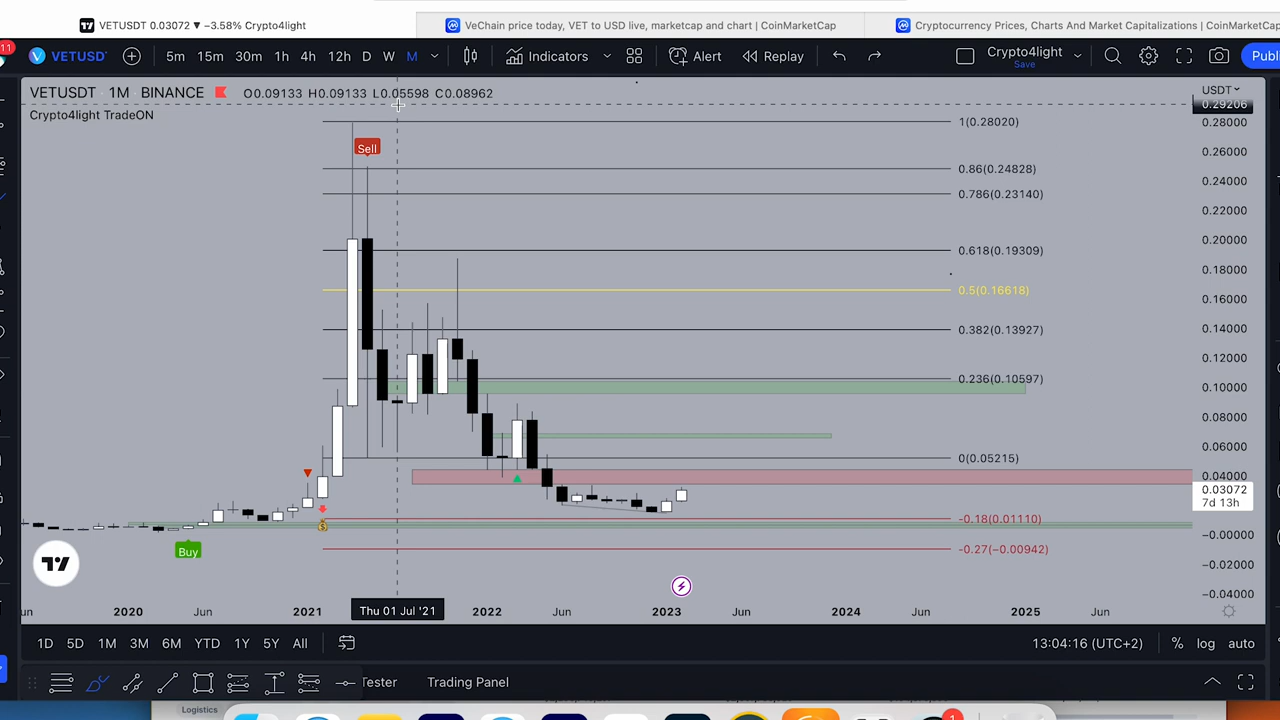 VETUSDT 0.03072 ▼ −3.58% Crypto4light
VeChain price today, VET to USD live, marketcap and chart | CoinMarketCap
Cryptocurrency Prices, Charts And Market Capitalizations | CoinMarketCap
11
VETUSD
5m 15m 30m 1h 4h 12h D W M
Indicators
Alert
Replay
Crypto4light
Save
Publ
VETUSDT 1M BINANCE O0.09133 H0.09133 L0.05598 C0.08962
Crypto4light TradeON
USDT
0.29206
0.28000
0.26000
0.24000
0.22000
0.20000
0.18000
0.16000
0.14000
0.12000
0.10000
0.08000
0.06000
0.04000
0.03072
7d 13h
−0.00000
−0.02000
−0.04000
1(0.28020)
0.86(0.24828)
0.786(0.23140)
0.618(0.19309)
0.5(0.16618)
0.382(0.13927)
0.236(0.10597)
0(0.05215)
-0.18(0.01110)
-0.27(−0.00942)
Sell
Buy
2020 Jun 2021 Thu 01 Jul '21 2022 Jun 2023 Jun 2024 Jun 2025 Jun
1D 5D 1M 3M 6M YTD 1Y 5Y All
13:04:16 (UTC+2) % log auto
Tester Trading Panel
Logistics
1